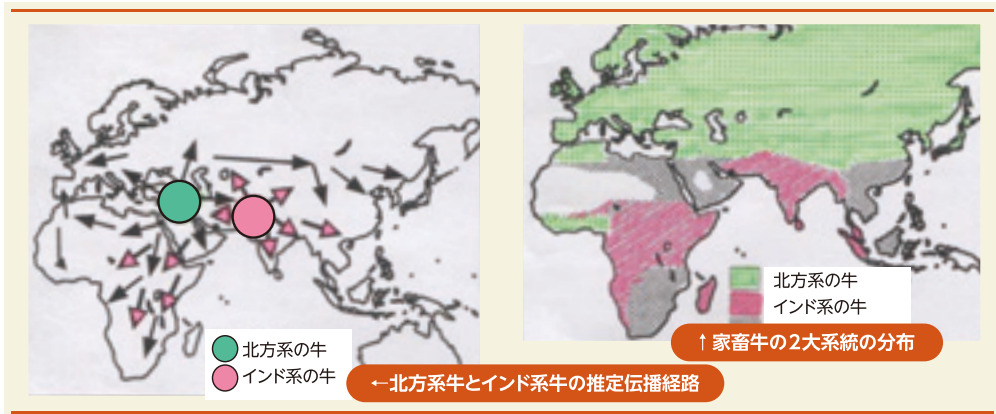 北方系の牛
インド系の牛
←北方系牛とインド系牛の推定伝播経路
北方系の牛
インド系の牛
↑家畜牛の2大系統の分布